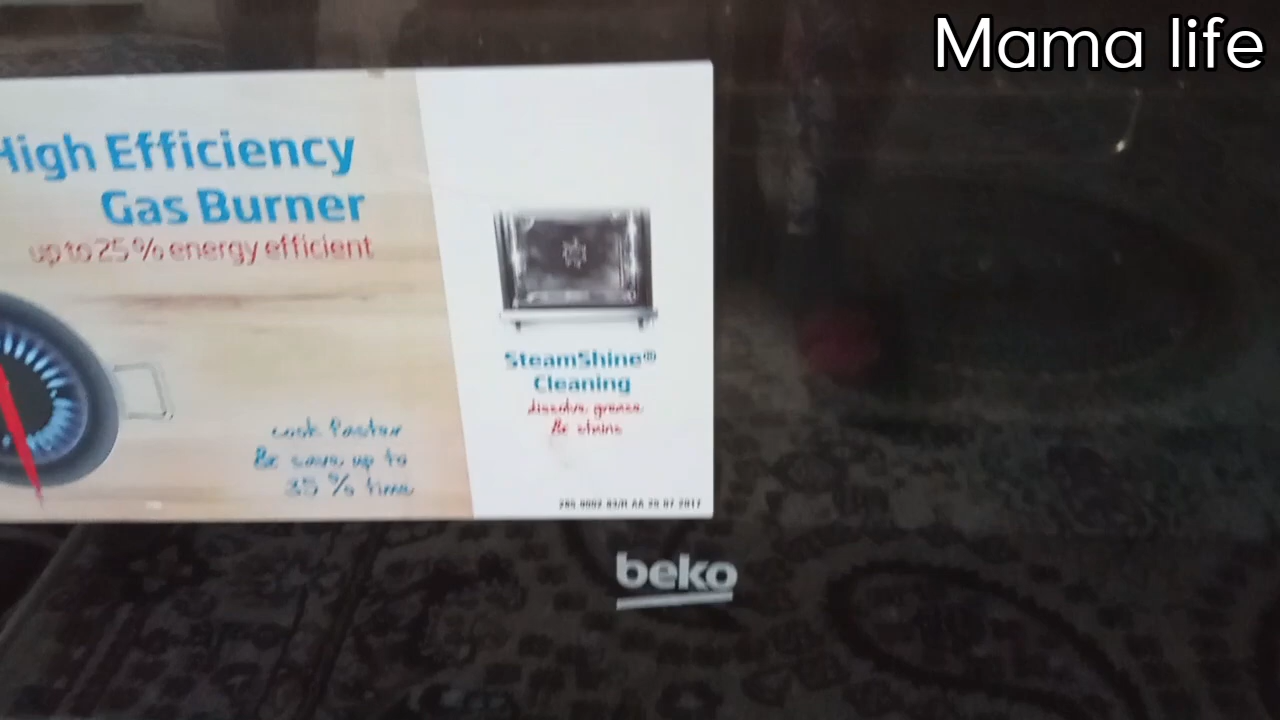 Mama life
High Efficiency
Gas Burner
up to 25% energy efficient
SteamShine®
Cleaning
dissolve grease
& stains
cook faster
& save up to
35 % time
beko